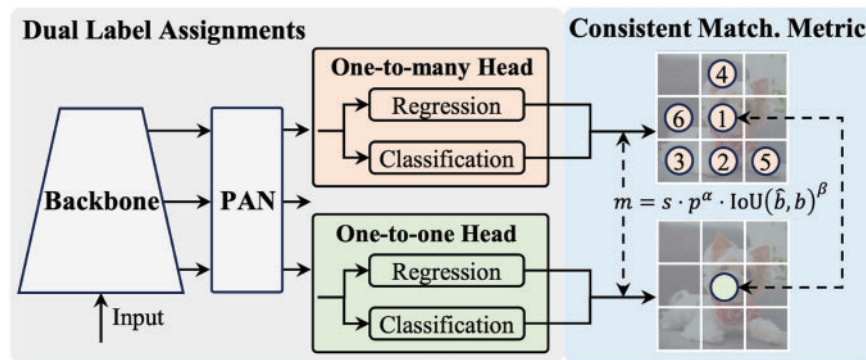 Dual Label Assignments
Consistent Match. Metric
One-to-many Head
Regression
Classification
Backbone
PAN
One-to-one Head
Regression
Classification
Input
4
6 1
3 2 5
m = s · p^α · IoU(b̂, b)^β